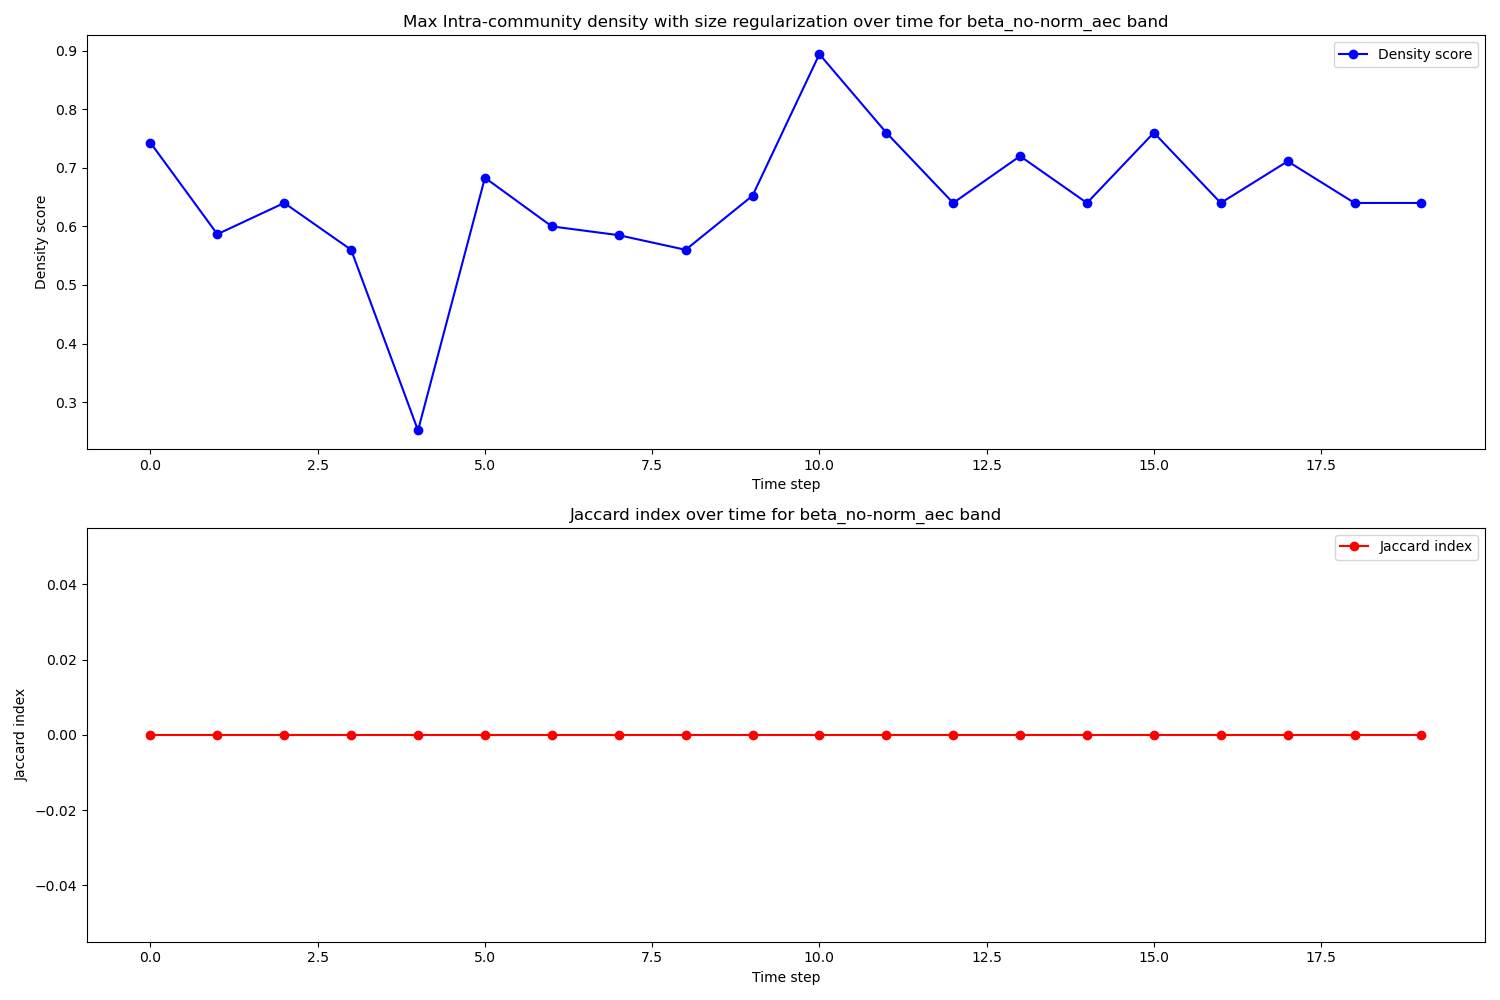 Max Intra-community density with size regularization over time for beta_no-norm_aec band
Density score
0.9
0.8
0.7
0.6
0.5
0.4
0.3
Density score
0.0 2.5 5.0 7.5 10.0 12.5 15.0 17.5
Time step
Jaccard index over time for beta_no-norm_aec band
Jaccard index
0.04
0.02
0.00
−0.02
−0.04
Jaccard index
0.0 2.5 5.0 7.5 10.0 12.5 15.0 17.5
Time step